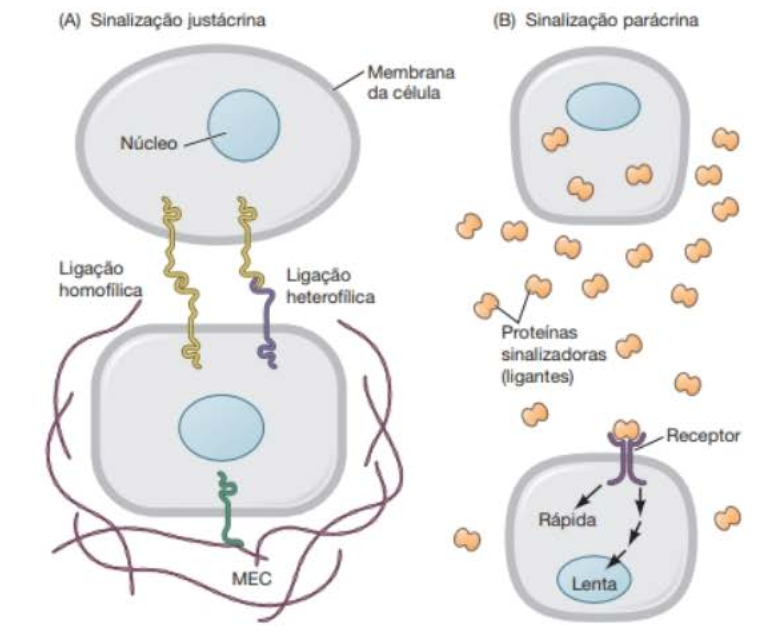 (A) Sinalização justácrina
Membrana
da célula
Núcleo
Ligação
homofílica
Ligação
heterofílica
MEC
(B) Sinalização parácrina
Proteínas
sinalizadoras
(ligantes)
Receptor
Rápida
Lenta